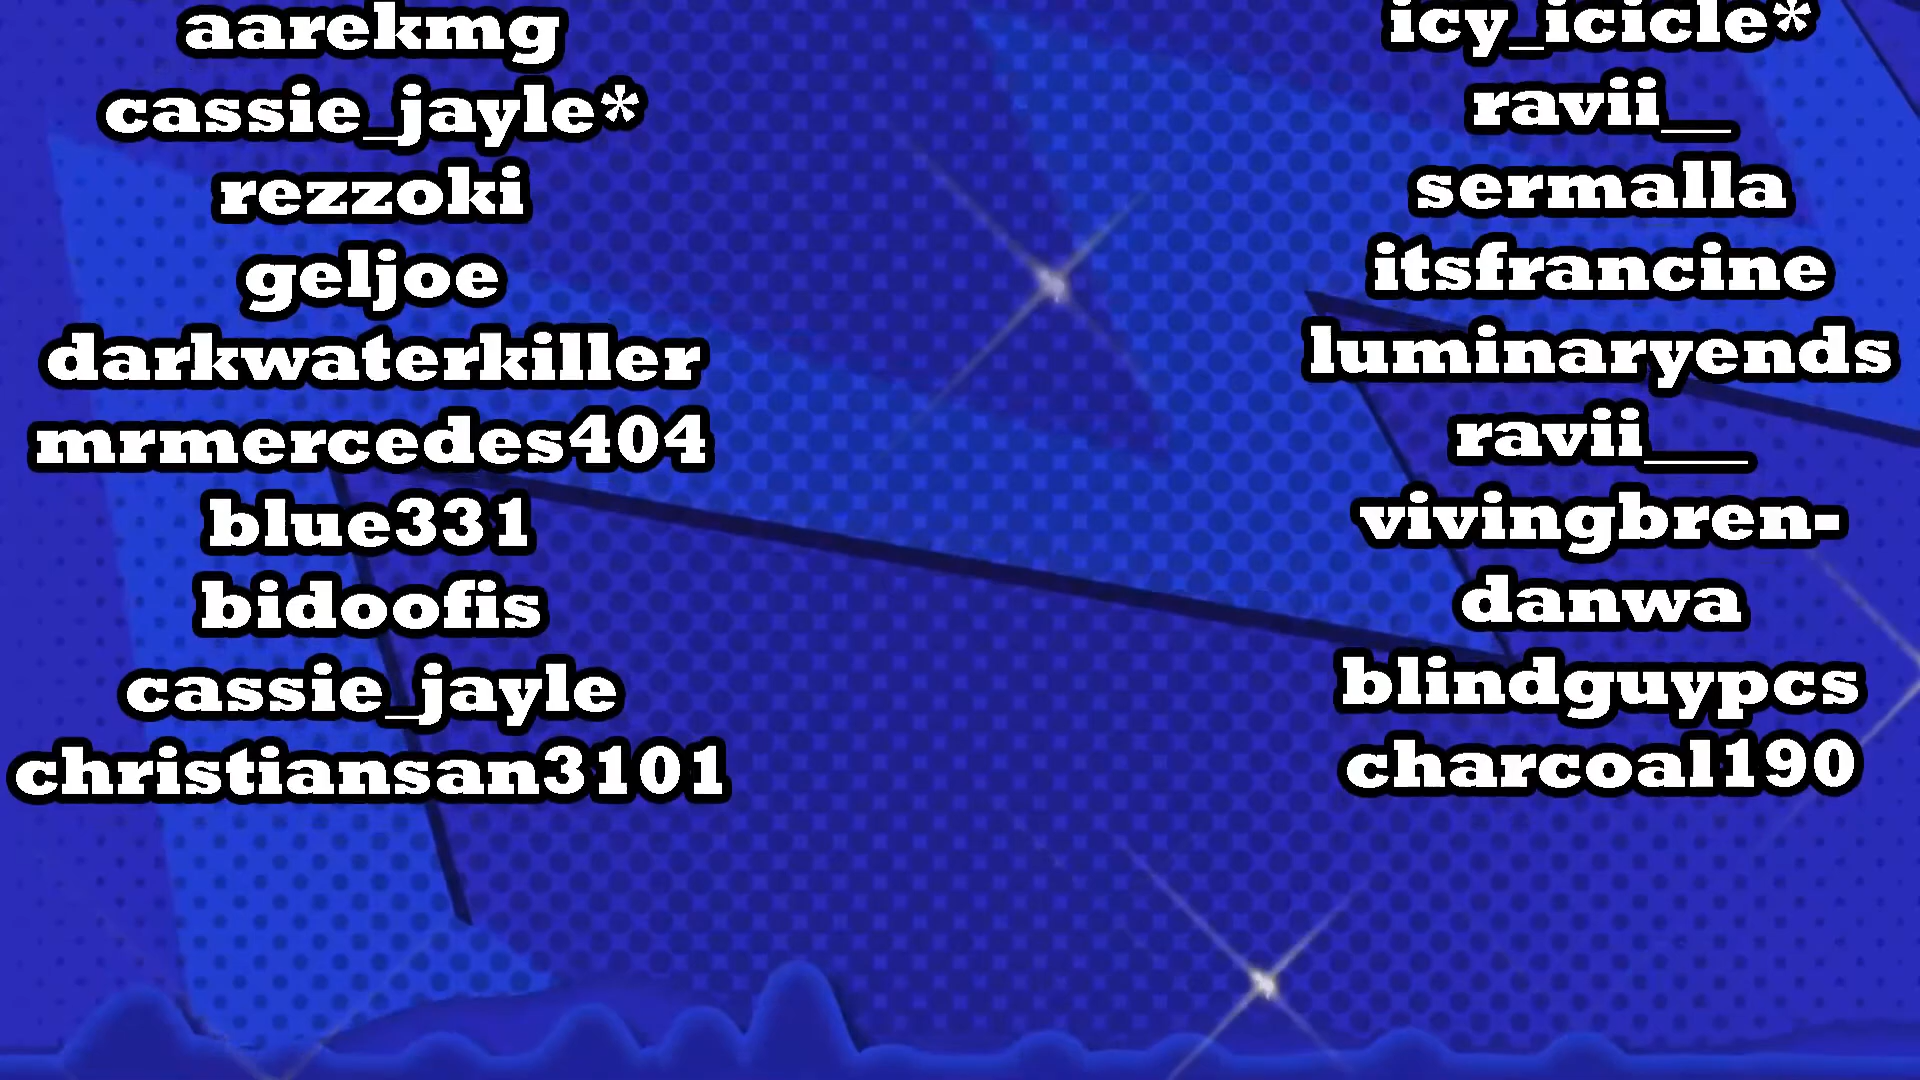 aarekmg
cassie_jayle*
rezzoki
geljoe
darkwaterkiller
mrmercedes404
blue331
bidoofis
cassie_jayle
christiansan3101
icy_icicle*
ravii__
sermalla
itsfrancine
luminaryends
ravii___
vivingbren-
danwa
blindguypcs
charcoal190